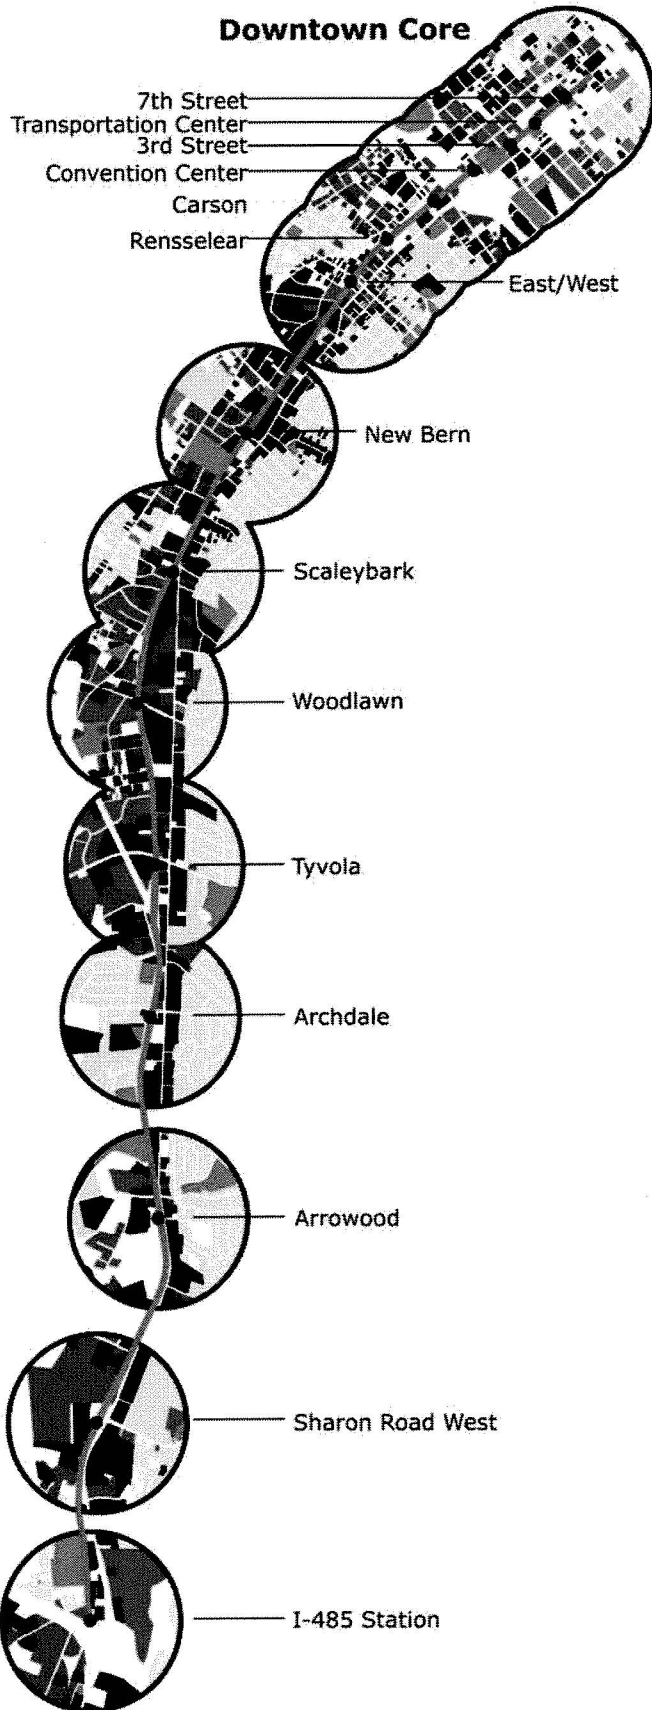 Downtown Core
7th Street
Transportation Center
3rd Street
Convention Center
Carson
Rensselear
East/West
New Bern
Scaleybark
Woodlawn
Tyvola
Archdale
Arrowood
Sharon Road West
I-485 Station